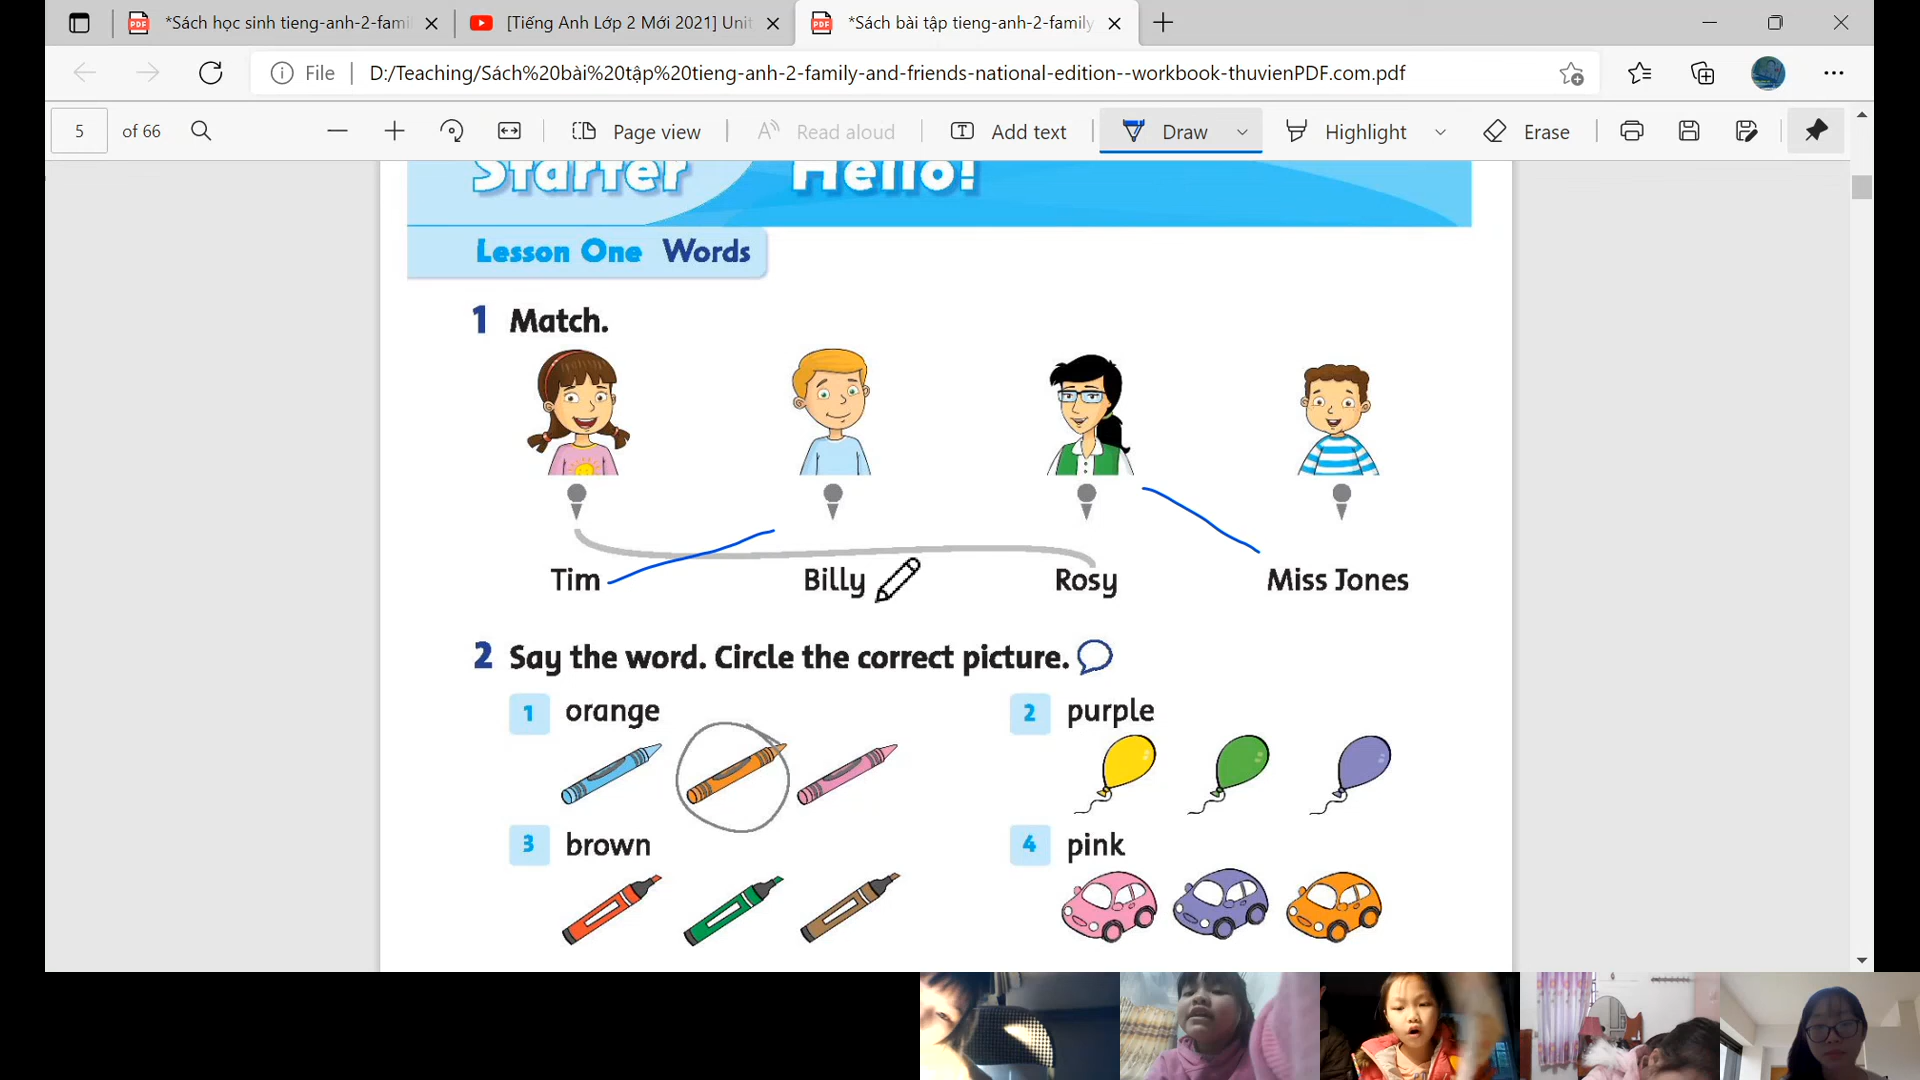 *Sách học sinh tieng-anh-2-famil
[Tiếng Anh Lớp 2 Mới 2021] Unit
*Sách bài tập tieng-anh-2-family
File
D:/Teaching/Sách%20bài%20tập%20tieng-anh-2-family-and-friends-national-edition--workbook-thuvienPDF.com.pdf
5 of 66
Page view
Read aloud
Add text
Draw
Highlight
Erase
Starter Hello!
Lesson One Words
1 Match.
Tim Billy Rosy Miss Jones
2 Say the word. Circle the correct picture.
1 orange 2 purple
3 brown 4 pink